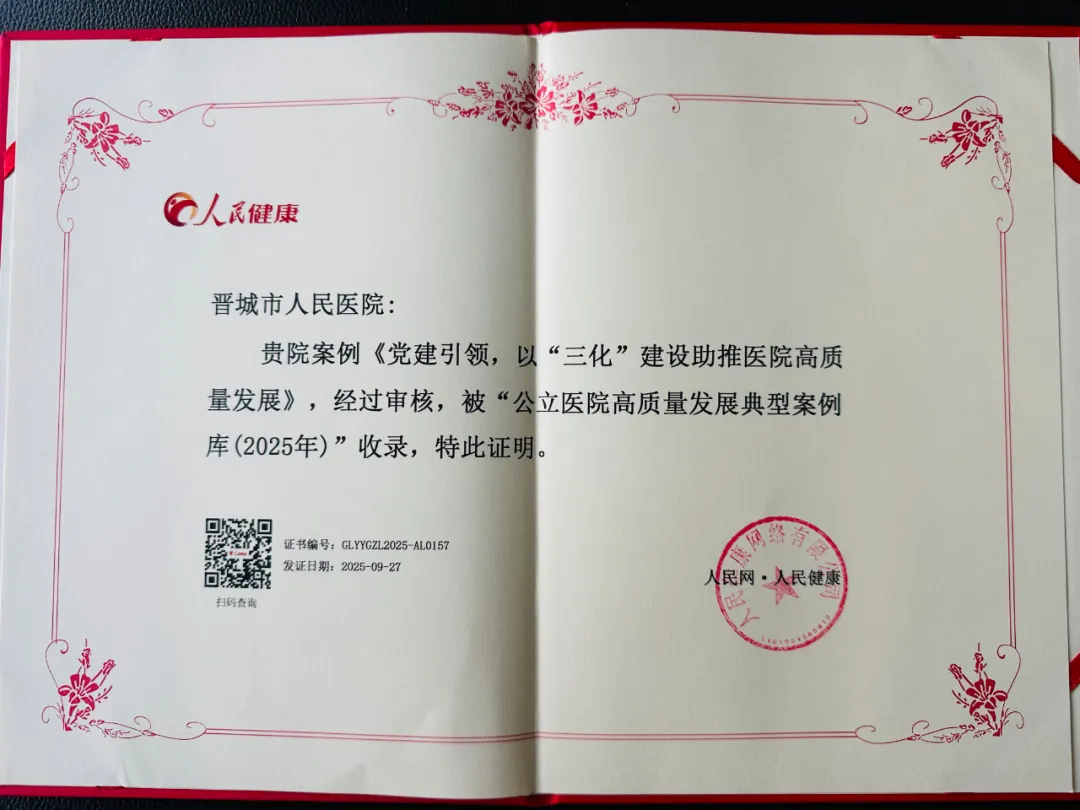 人民健康
晋城市人民医院:
贵院案例《党建引领，以“三化”建设助推医院高质
量发展》，经过审核，被“公立医院高质量发展典型案例
库(2025年)”收录，特此证明。
证书编号: GLYYGZL2025-AL0157
发证日期: 2025-09-27
扫码查询
人民网·人民健康